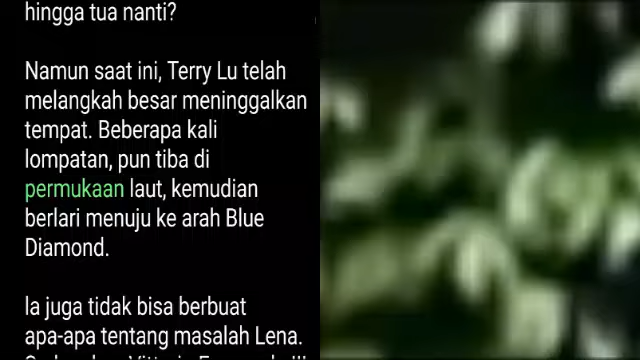 hingga tua nanti?
Namun saat ini, Terry Lu telah
melangkah besar meninggalkan
tempat. Beberapa kali
lompatan, pun tiba di
permukaan laut, kemudian
berlari menuju ke arah Blue
Diamond.
Ia juga tidak bisa berbuat
apa-apa tentang masalah Lena.